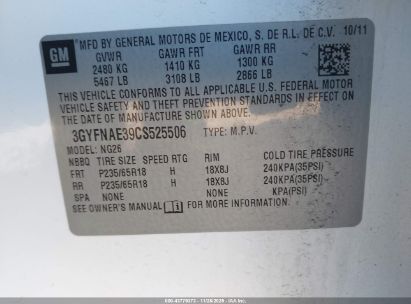 GM
MFD BY GENERAL MOTORS DE MEXICO, S. DE R.L. DE C.V. 10/11
GVWR GAWR FRT GAWR RR
2480 KG 1410 KG 1300 KG
5467 LB 3108 LB 2866 LB
THIS VEHICLE CONFORMS TO ALL APPLICABLE U.S. FEDERAL
MOTOR VEHICLE SAFETY AND THEFT PREVENTION STANDARDS IN EFFECT ON
THE DATE OF MANUFACTURE SHOWN ABOVE.
3GYFNAE39CS525506 TYPE: M.P.V.
MODEL: NG26
NBBQ TIRE SIZE SPEED RTG RIM COLD TIRE PRESSURE
FRT P235/65R18 H 18X8J 240KPA(35PSI)
RR P235/65R18 H 18X8J 240KPA(35PSI)
SPA NONE NONE KPA(PSI)
SEE OWNER'S MANUAL FOR MORE INFORMATION.